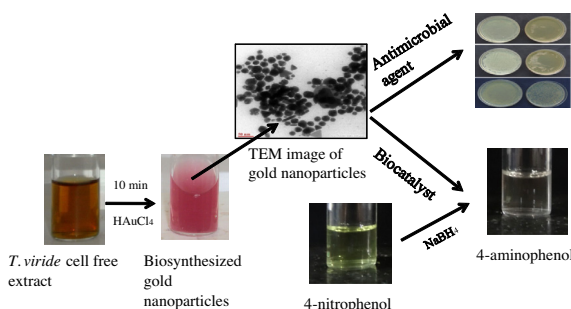 Antimicrobial
agent
TEM image of
gold nanoparticles
Biocatalyst
10 min
HAuCl4
NaBH4
T. viride cell free
extract
Biosynthesized
gold
nanoparticles
4-nitrophenol
4-aminophenol